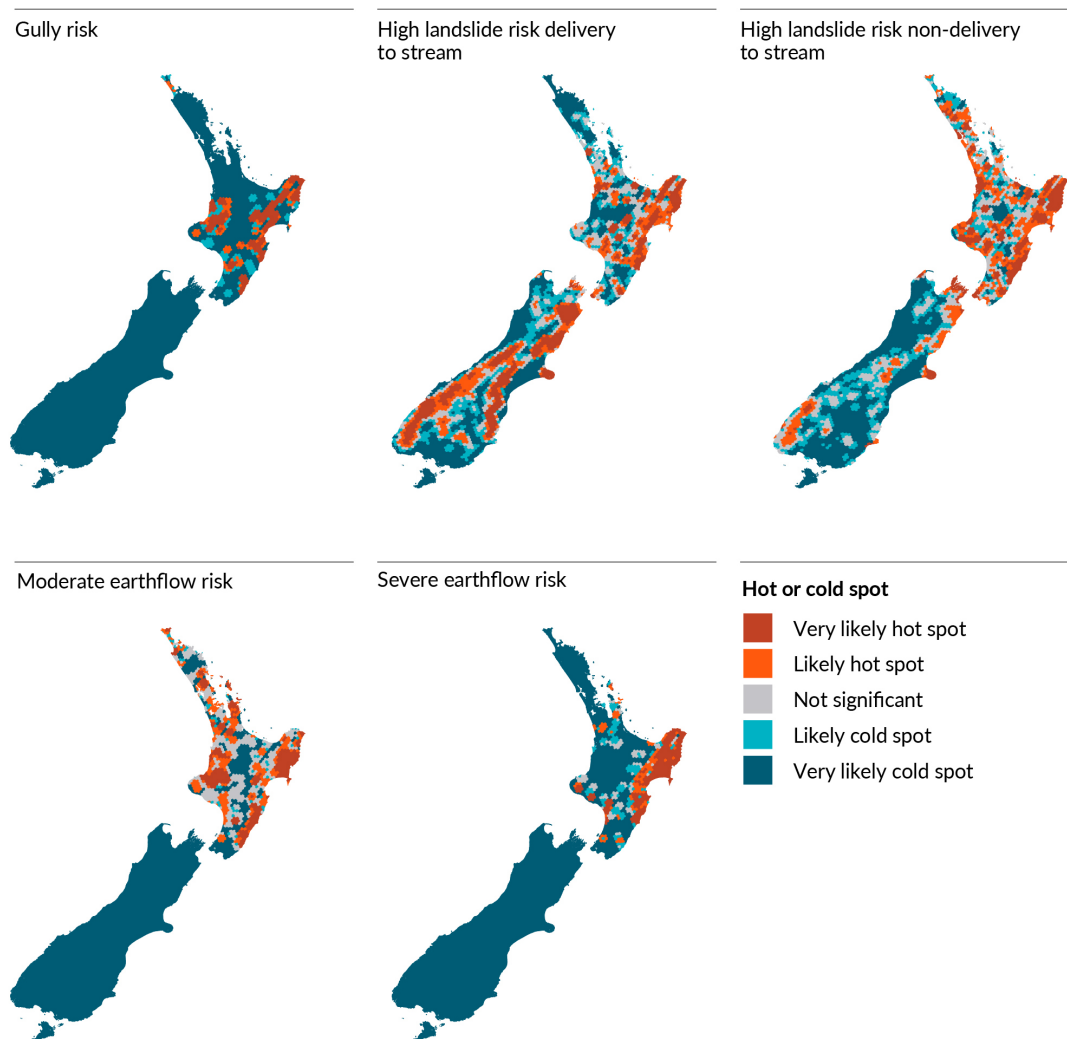 Gully risk
High landslide risk delivery
to stream
High landslide risk non-delivery
to stream
Moderate earthflow risk
Severe earthflow risk
Hot or cold spot
Very likely hot spot
Likely hot spot
Not significant
Likely cold spot
Very likely cold spot